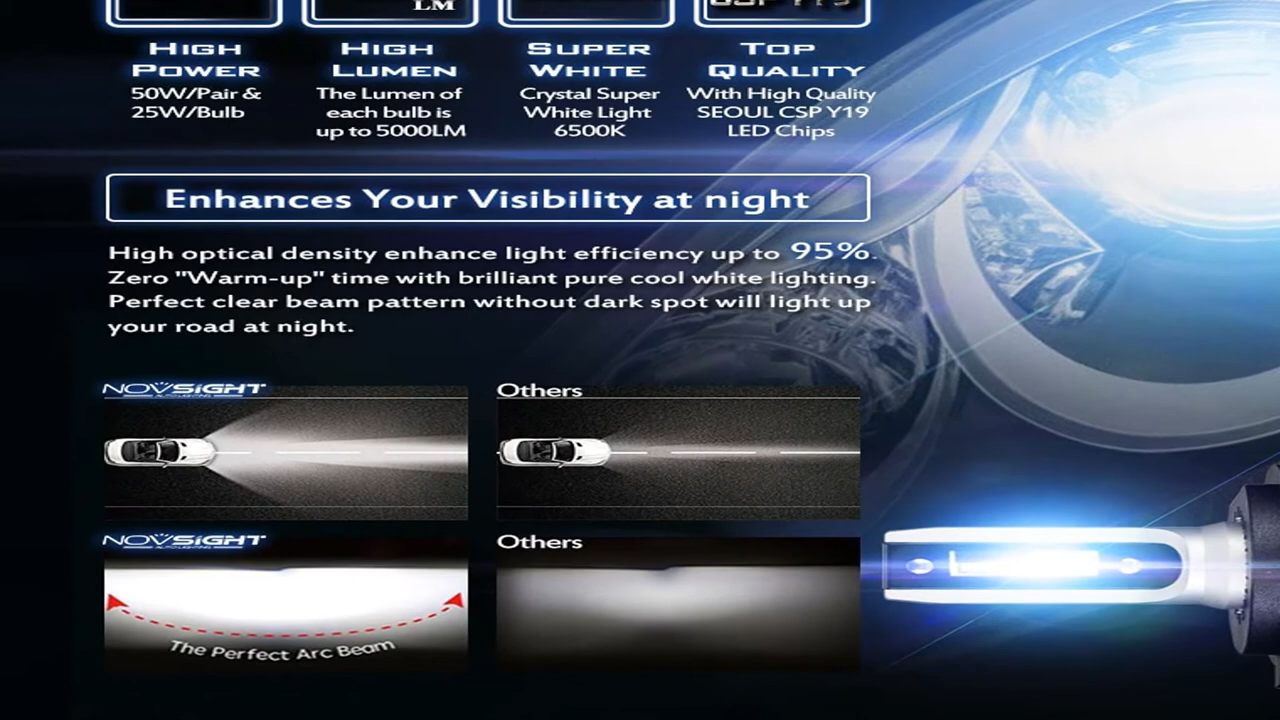 LM
HIGH POWER
50W/Pair &
25W/Bulb
HIGH LUMEN
The Lumen of
each bulb is
up to 5000LM
SUPER WHITE
Crystal Super
White Light
6500K
TOP QUALITY
With High Quality
SEOUL CSP Y19
LED Chips
Enhances Your Visibility at night
High optical density enhance light efficiency up to 95%.
Zero "Warm-up" time with brilliant pure cool white lighting.
Perfect clear beam pattern without dark spot will light up
your road at night.
NOVSIGHT
Others
NOVSIGHT
Others
The Perfect Arc Beam